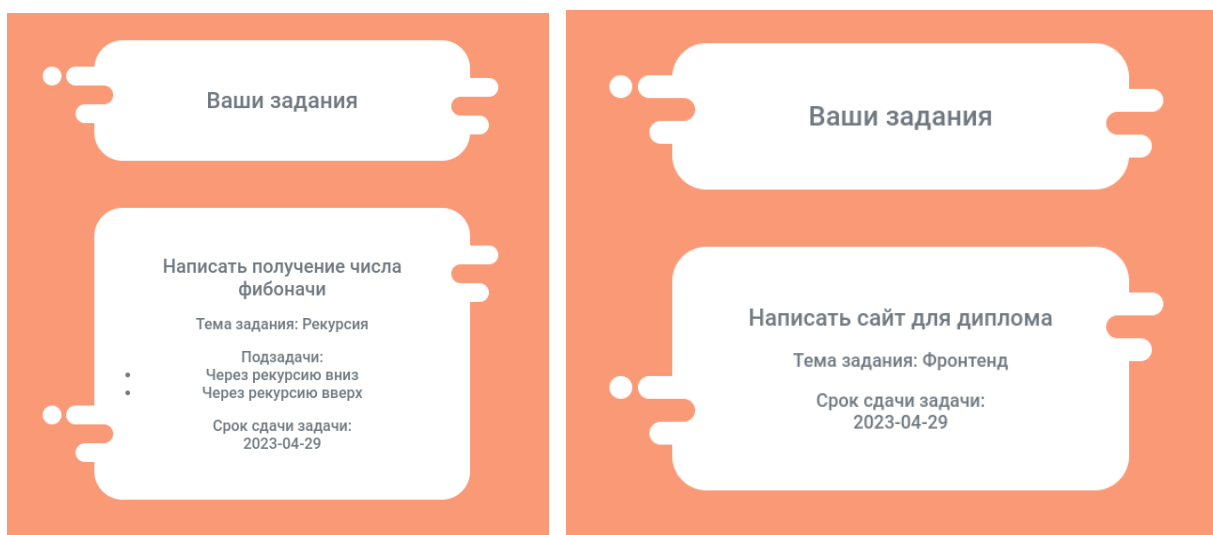 Ваши задания
Написать получение числа
фибоначи
Тема задания: Рекурсия
Подзадачи:
• Через рекурсию вниз
• Через рекурсию вверх
Срок сдачи задачи:
2023-04-29
Ваши задания
Написать сайт для диплома
Тема задания: Фронтенд
Срок сдачи задачи:
2023-04-29